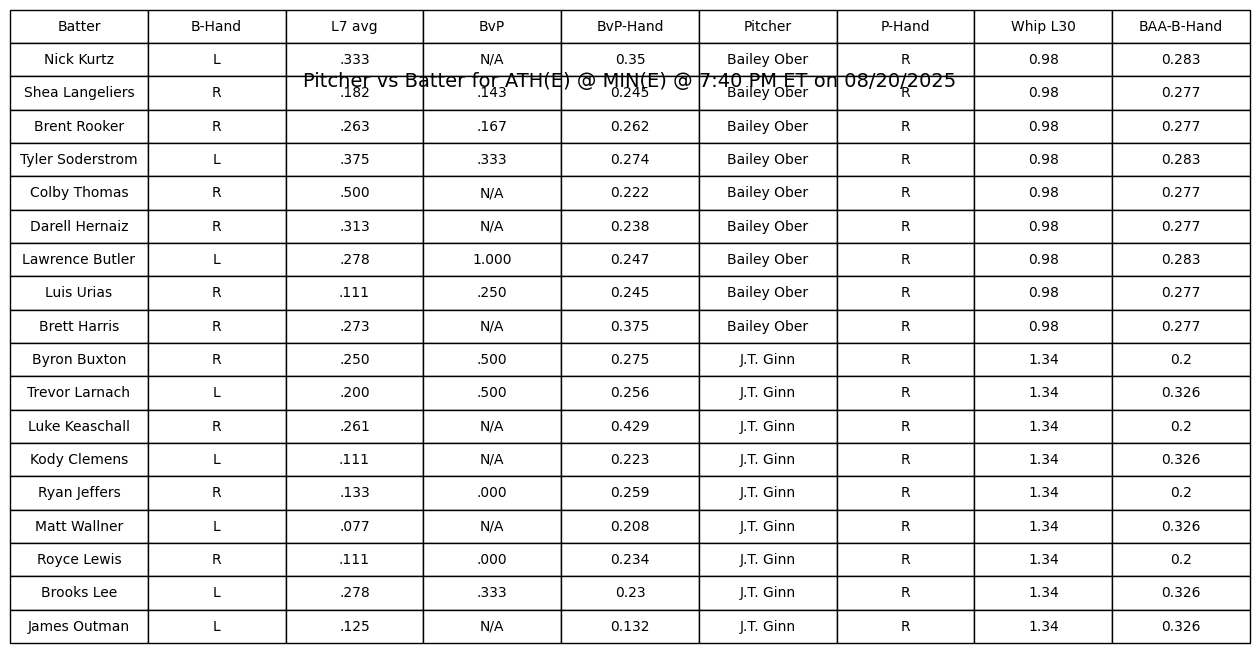 Batter B-Hand L7 avg BvP BvP-Hand Pitcher P-Hand Whip L30 BAA-B-Hand
Nick Kurtz L .333 N/A 0.35 Bailey Ober R 0.98 0.283
Pitcher vs Batter for ATH(E) @ MIN(E) @ 7:40 PM ET on 08/20/2025
Shea Langeliers R .182 .143 0.245 Bailey Ober R 0.98 0.277
Brent Rooker R .263 .167 0.262 Bailey Ober R 0.98 0.277
Tyler Soderstrom L .375 .333 0.274 Bailey Ober R 0.98 0.283
Colby Thomas R .500 N/A 0.222 Bailey Ober R 0.98 0.277
Darell Hernaiz R .313 N/A 0.238 Bailey Ober R 0.98 0.277
Lawrence Butler L .278 1.000 0.247 Bailey Ober R 0.98 0.283
Luis Urias R .111 .250 0.245 Bailey Ober R 0.98 0.277
Brett Harris R .273 N/A 0.375 Bailey Ober R 0.98 0.277
Byron Buxton R .250 .500 0.275 J.T. Ginn R 1.34 0.2
Trevor Larnach L .200 .500 0.256 J.T. Ginn R 1.34 0.326
Luke Keaschall R .261 N/A 0.429 J.T. Ginn R 1.34 0.2
Kody Clemens L .111 N/A 0.223 J.T. Ginn R 1.34 0.326
Ryan Jeffers R .133 .000 0.259 J.T. Ginn R 1.34 0.2
Matt Wallner L .077 N/A 0.208 J.T. Ginn R 1.34 0.326
Royce Lewis R .111 .000 0.234 J.T. Ginn R 1.34 0.2
Brooks Lee L .278 .333 0.23 J.T. Ginn R 1.34 0.326
James Outman L .125 N/A 0.132 J.T. Ginn R 1.34 0.326